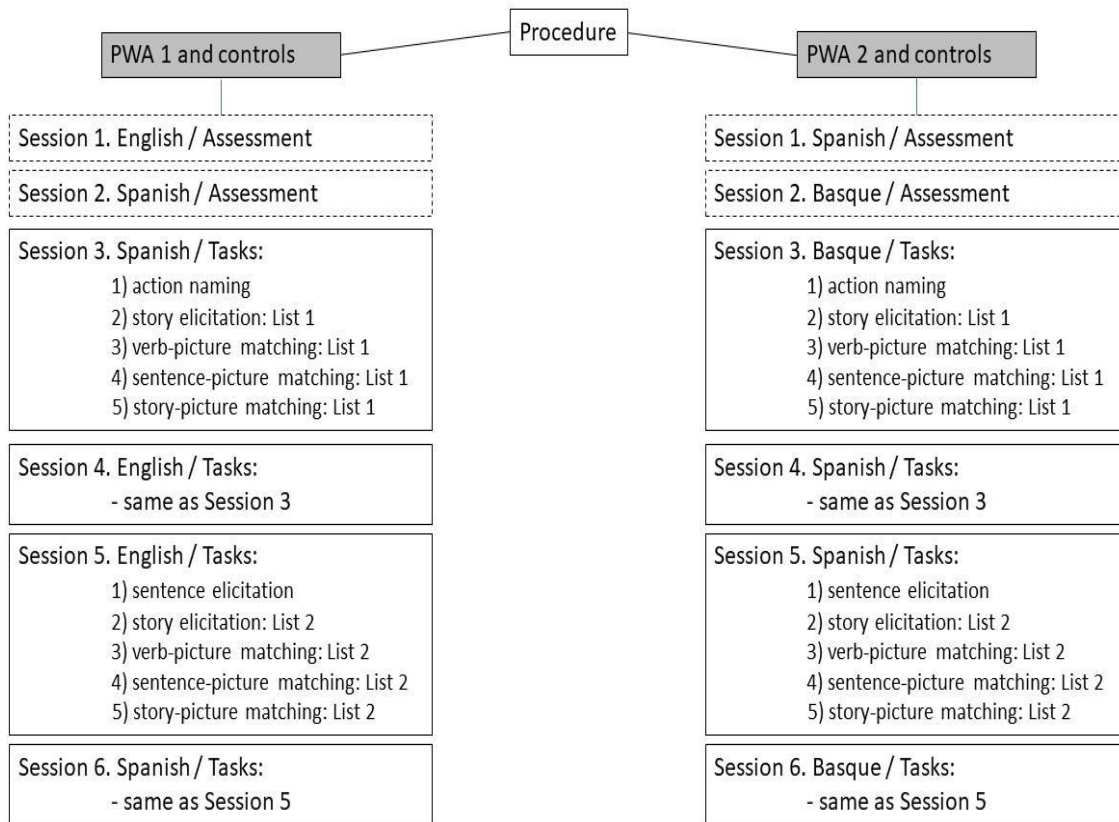 Procedure
PWA 1 and controls
Session 1. English / Assessment
Session 2. Spanish / Assessment
Session 3. Spanish / Tasks:
1) action naming
2) story elicitation: List 1
3) verb-picture matching: List 1
4) sentence-picture matching: List 1
5) story-picture matching: List 1
Session 4. English / Tasks:
- same as Session 3
Session 5. English / Tasks:
1) sentence elicitation
2) story elicitation: List 2
3) verb-picture matching: List 2
4) sentence-picture matching: List 2
5) story-picture matching: List 2
Session 6. Spanish / Tasks:
- same as Session 5
PWA 2 and controls
Session 1. Spanish / Assessment
Session 2. Basque / Assessment
Session 3. Basque / Tasks:
1) action naming
2) story elicitation: List 1
3) verb-picture matching: List 1
4) sentence-picture matching: List 1
5) story-picture matching: List 1
Session 4. Spanish / Tasks:
- same as Session 3
Session 5. Spanish / Tasks:
1) sentence elicitation
2) story elicitation: List 2
3) verb-picture matching: List 2
4) sentence-picture matching: List 2
5) story-picture matching: List 2
Session 6. Basque / Tasks:
- same as Session 5